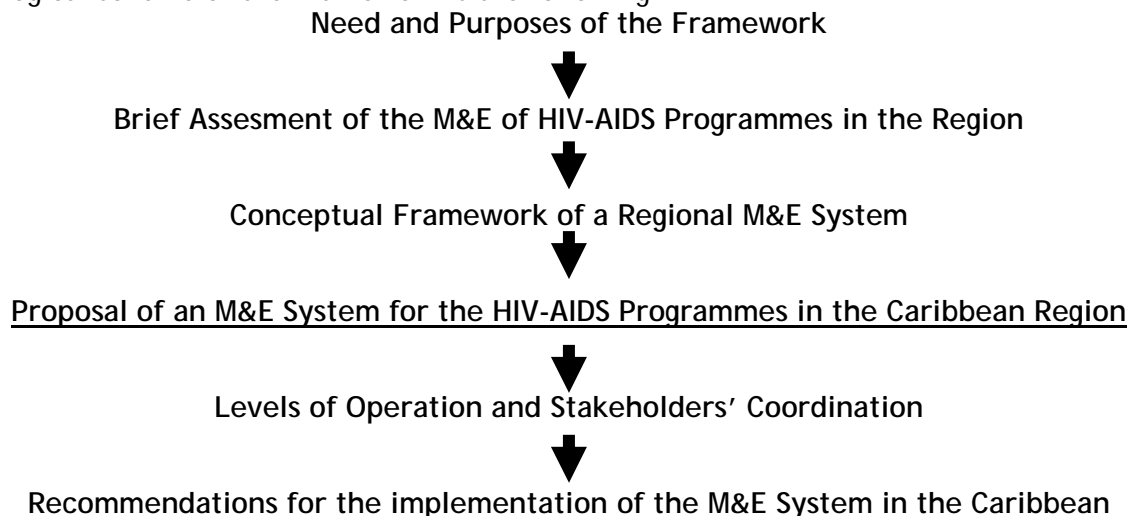 Need and Purposes of the Framework
Brief Assesment of the M&E of HIV-AIDS Programmes in the Region
Conceptual Framework of a Regional M&E System
Proposal of an M&E System for the HIV-AIDS Programmes in the Caribbean Region
Levels of Operation and Stakeholders' Coordination
Recommendations for the implementation of the M&E System in the Caribbean